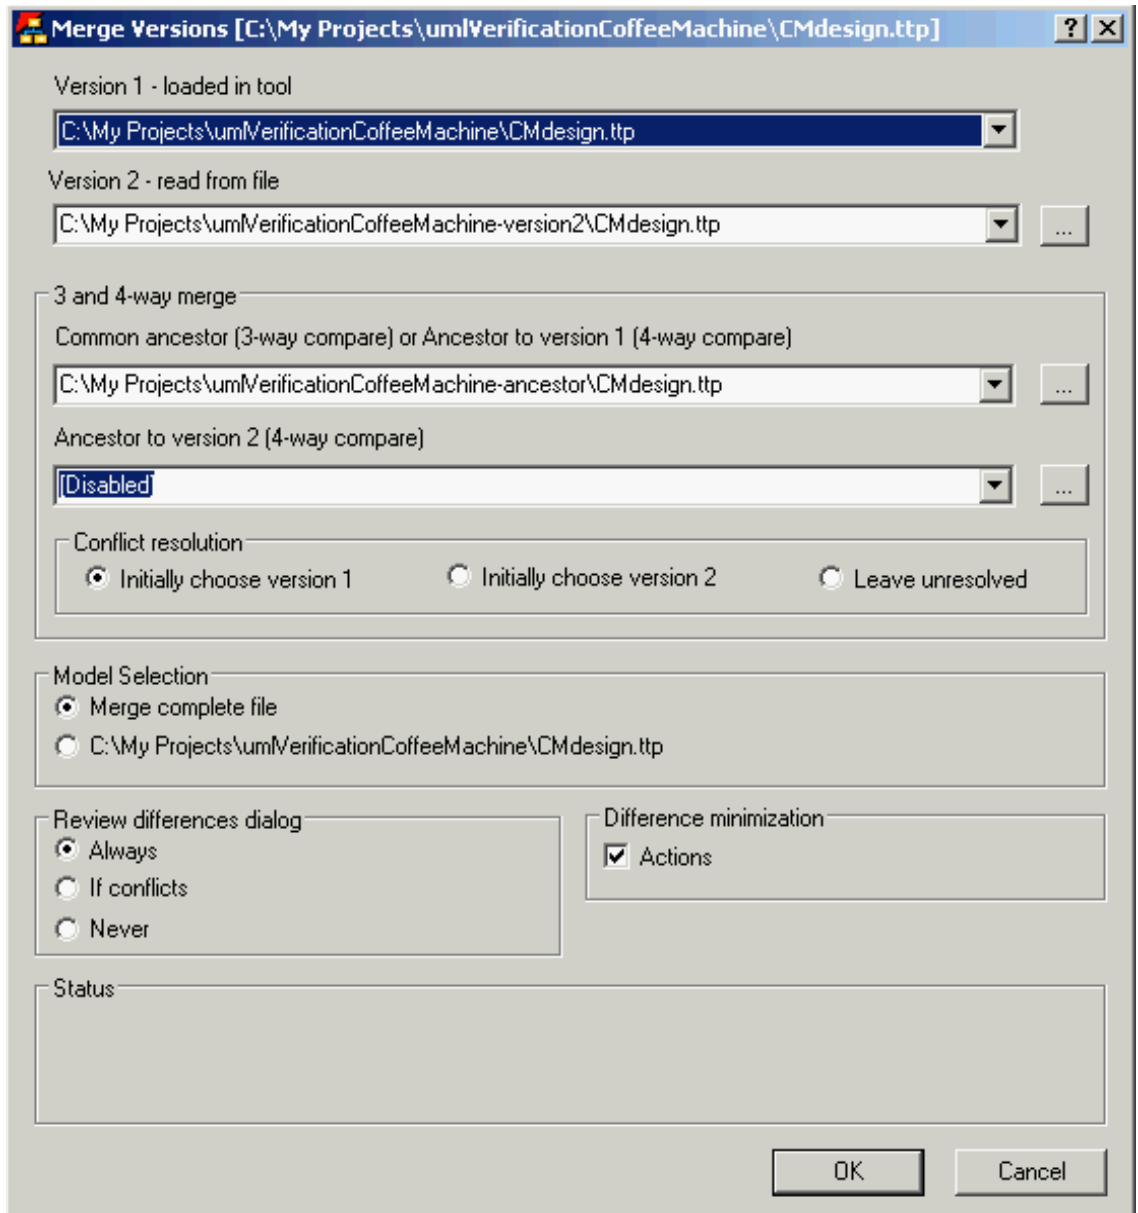 Merge Versions [C:\My Projects\umlVerificationCoffeeMachine\CMdesign.ttp]
Version 1 - loaded in tool
C:\My Projects\umlVerificationCoffeeMachine\CMdesign.ttp
Version 2 - read from file
C:\My Projects\umlVerificationCoffeeMachine-version2\CMdesign.ttp
...
3 and 4-way merge
Common ancestor (3-way compare) or Ancestor to version 1 (4-way compare)
C:\My Projects\umlVerificationCoffeeMachine-ancestor\CMdesign.ttp
...
Ancestor to version 2 (4-way compare)
[Disabled]
...
Conflict resolution
Initially choose version 1 Initially choose version 2 Leave unresolved
Model Selection
Merge complete file
C:\My Projects\umlVerificationCoffeeMachine\CMdesign.ttp
Review differences dialog
Always
If conflicts
Never
Difference minimization
Actions
Status
OK Cancel